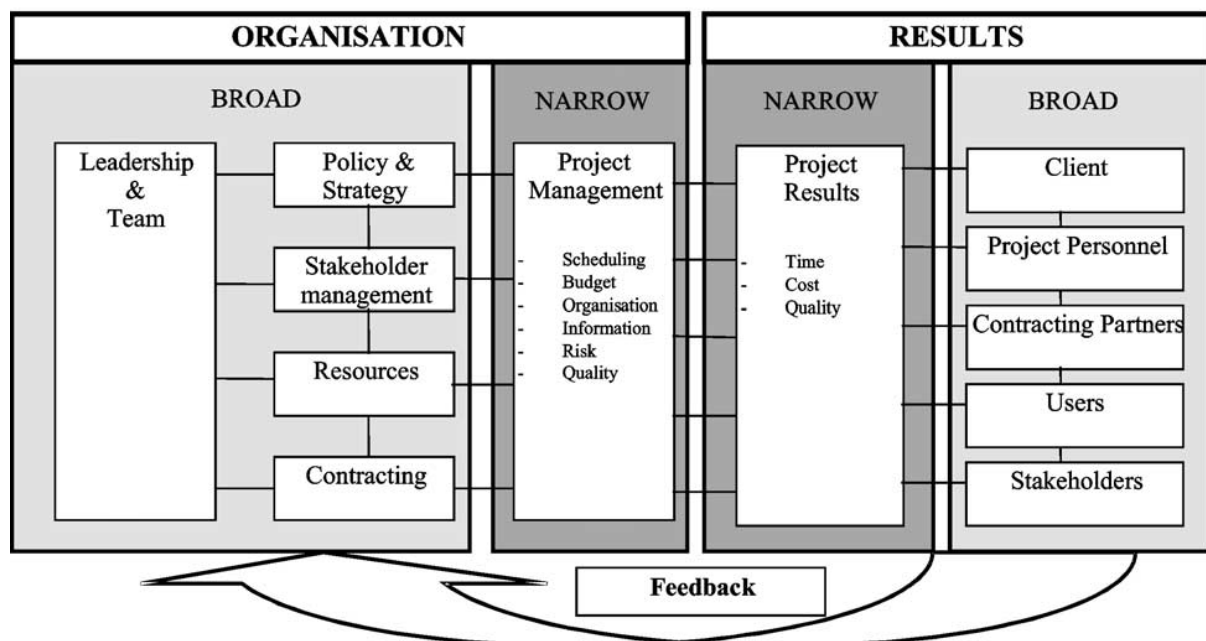 ORGANISATION
RESULTS
BROAD
NARROW
NARROW
BROAD
Leadership
&
Team
Policy &
Strategy
Stakeholder
management
Resources
Contracting
Project
Management
- Scheduling
- Budget
- Organisation
- Information
- Risk
- Quality
Project
Results
- Time
- Cost
- Quality
Client
Project Personnel
Contracting Partners
Users
Stakeholders
Feedback